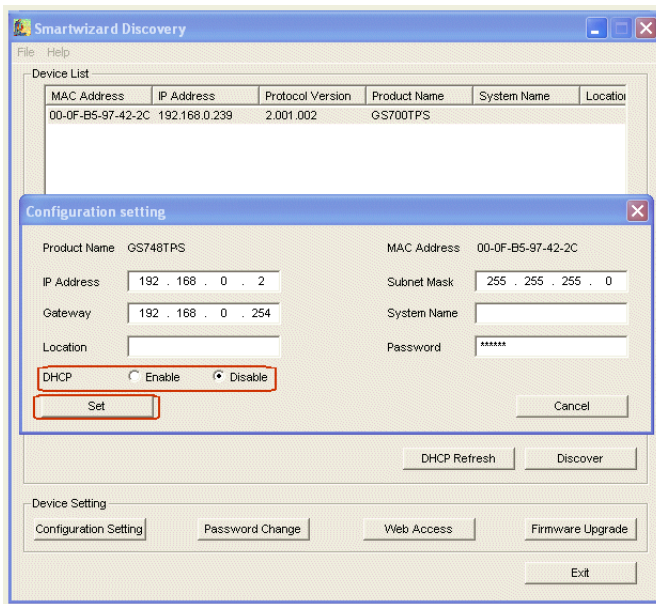 Smartwizard Discovery
File Help
Device List
MAC Address IP Address Protocol Version Product Name System Name Location
00-0F-B5-97-42-2C 192.168.0.239 2.001.002 GS700TPS
Configuration setting
Product Name GS748TPS MAC Address 00-0F-B5-97-42-2C
IP Address 192 . 168 . 0 . 2 Subnet Mask 255 . 255 . 255 . 0
Gateway 192 . 168 . 0 . 254 System Name
Location Password ******
DHCP Enable Disable
Set Cancel
DHCP Refresh Discover
Device Setting
Configuration Setting Password Change Web Access Firmware Upgrade
Exit